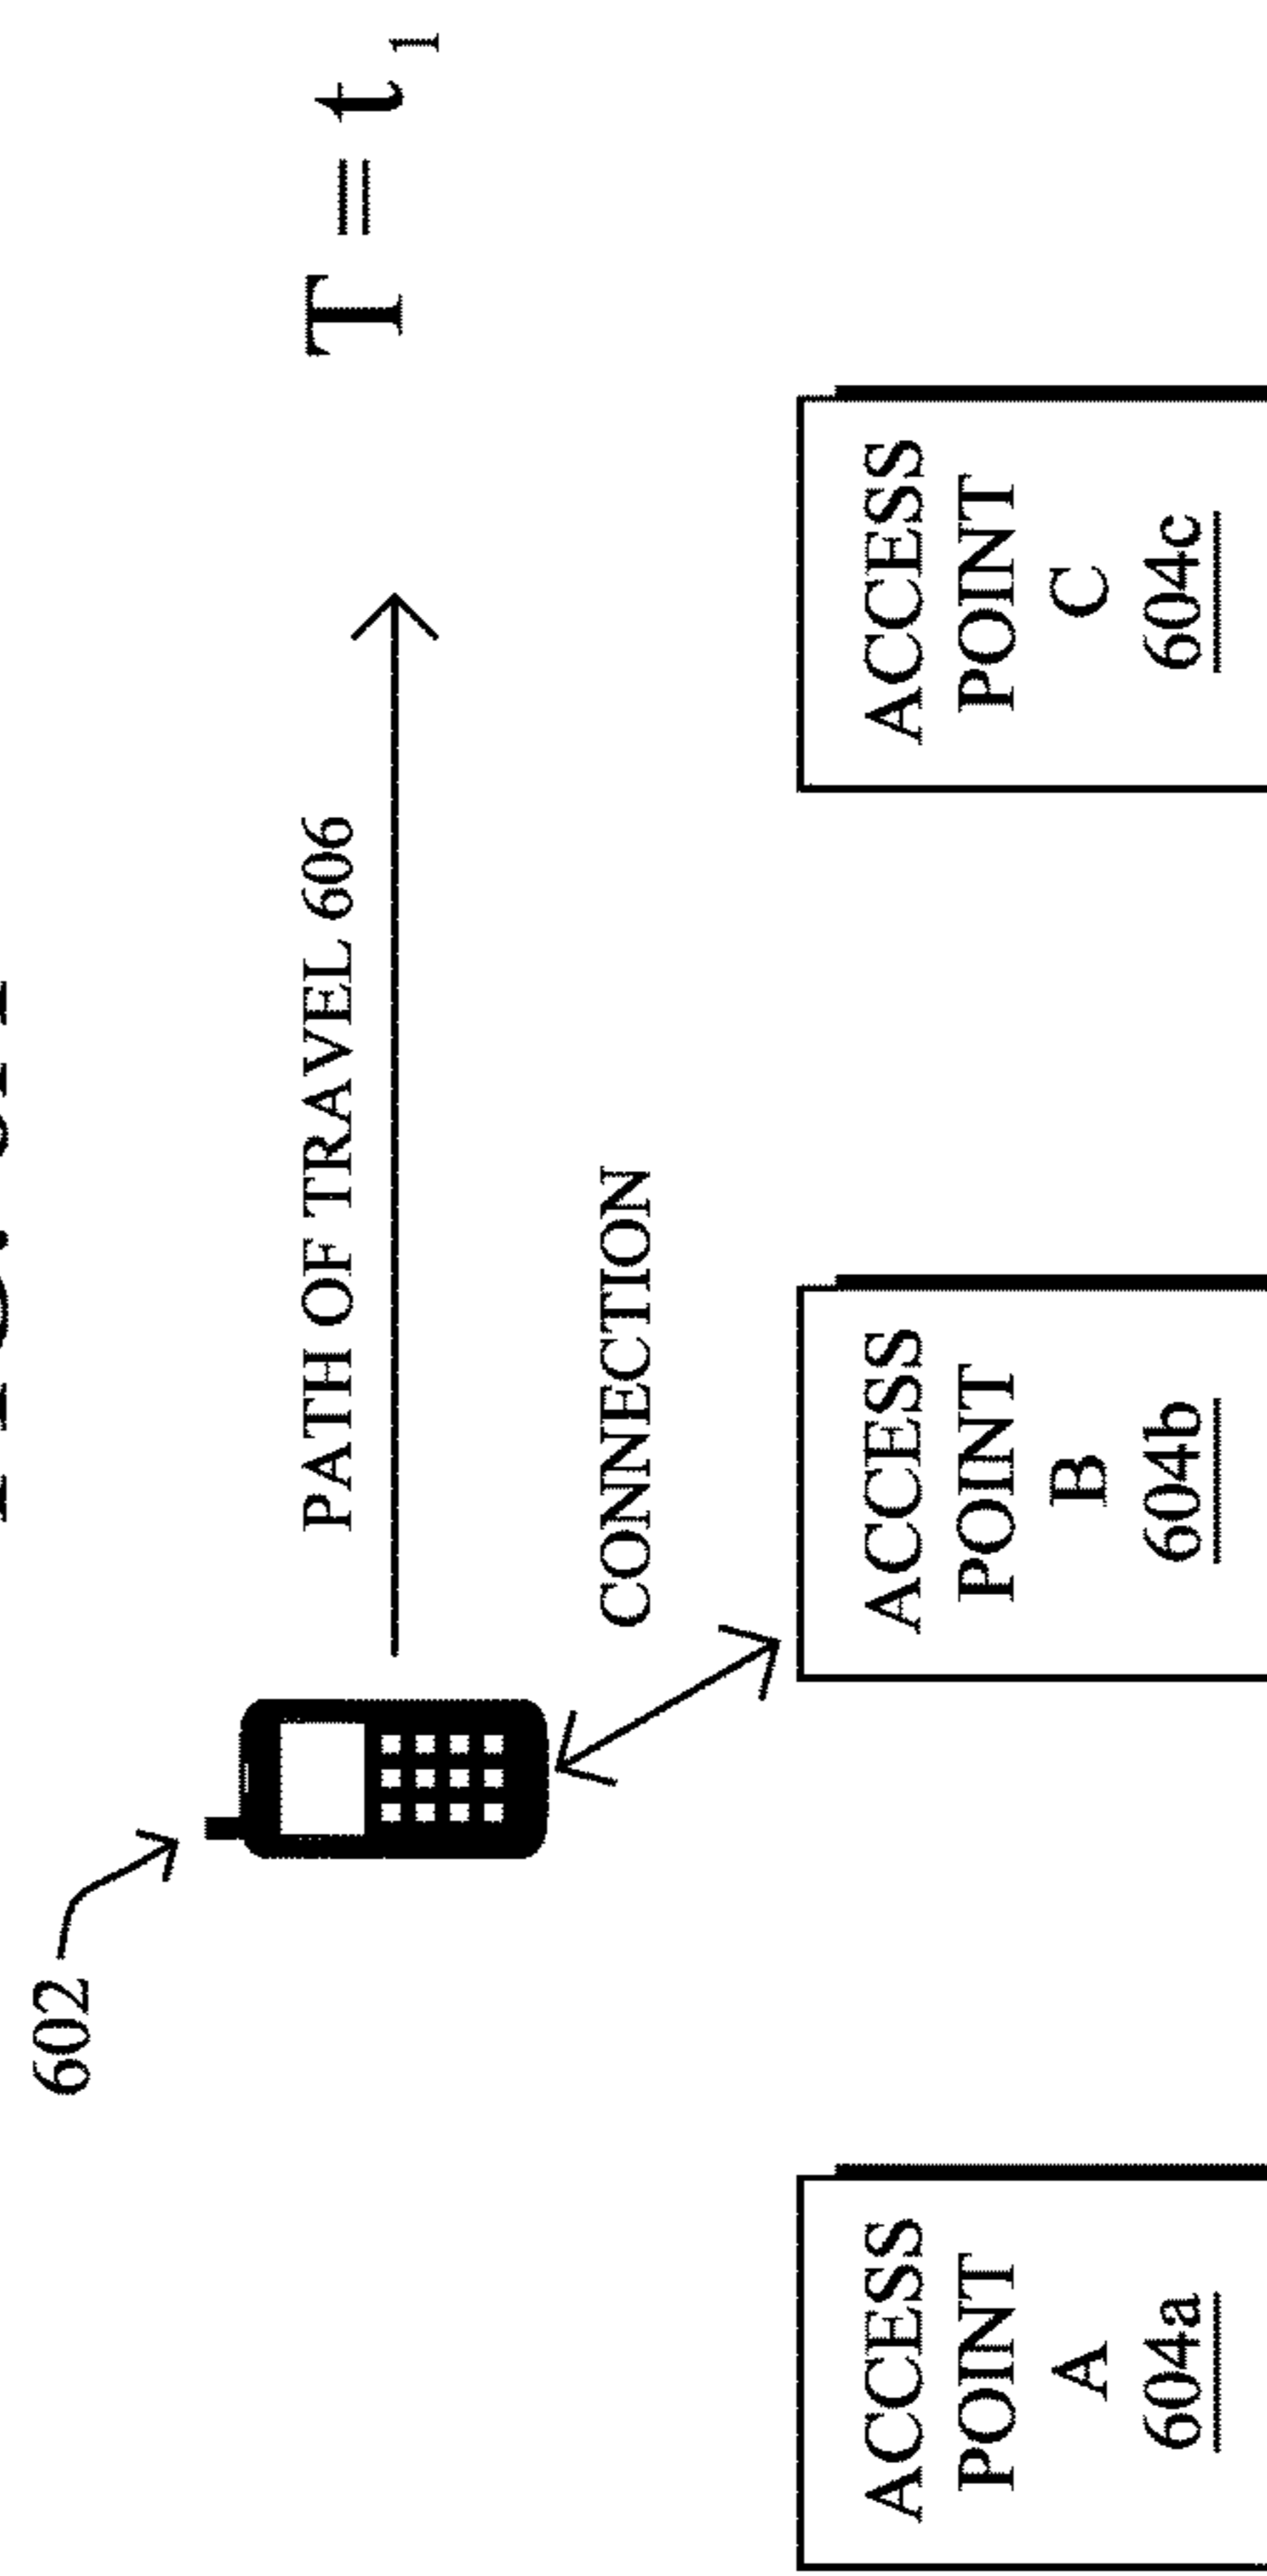 602
PATH OF TRAVEL 606
T = t₁
CONNECTION
ACCESS
POINT
A
604a
ACCESS
POINT
B
604b
ACCESS
POINT
C
604c